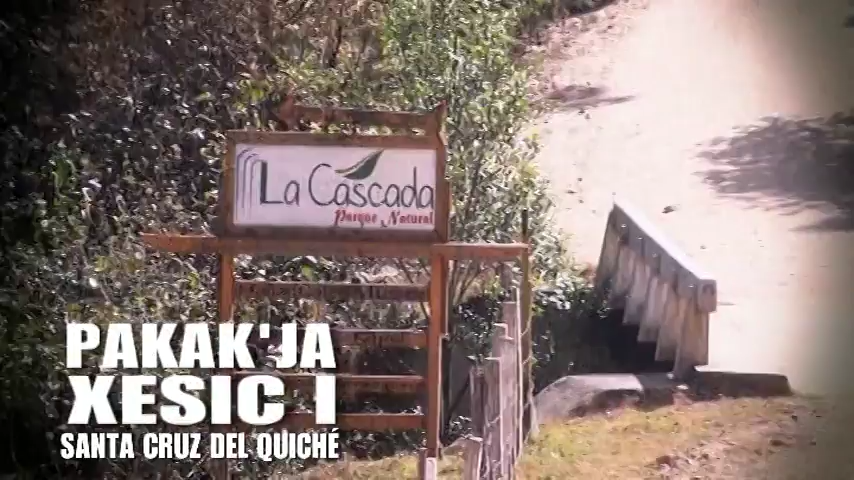 La Cascada
Parque Natural
PAKAK'JA
XESIC I
SANTA CRUZ DEL QUICHÉ